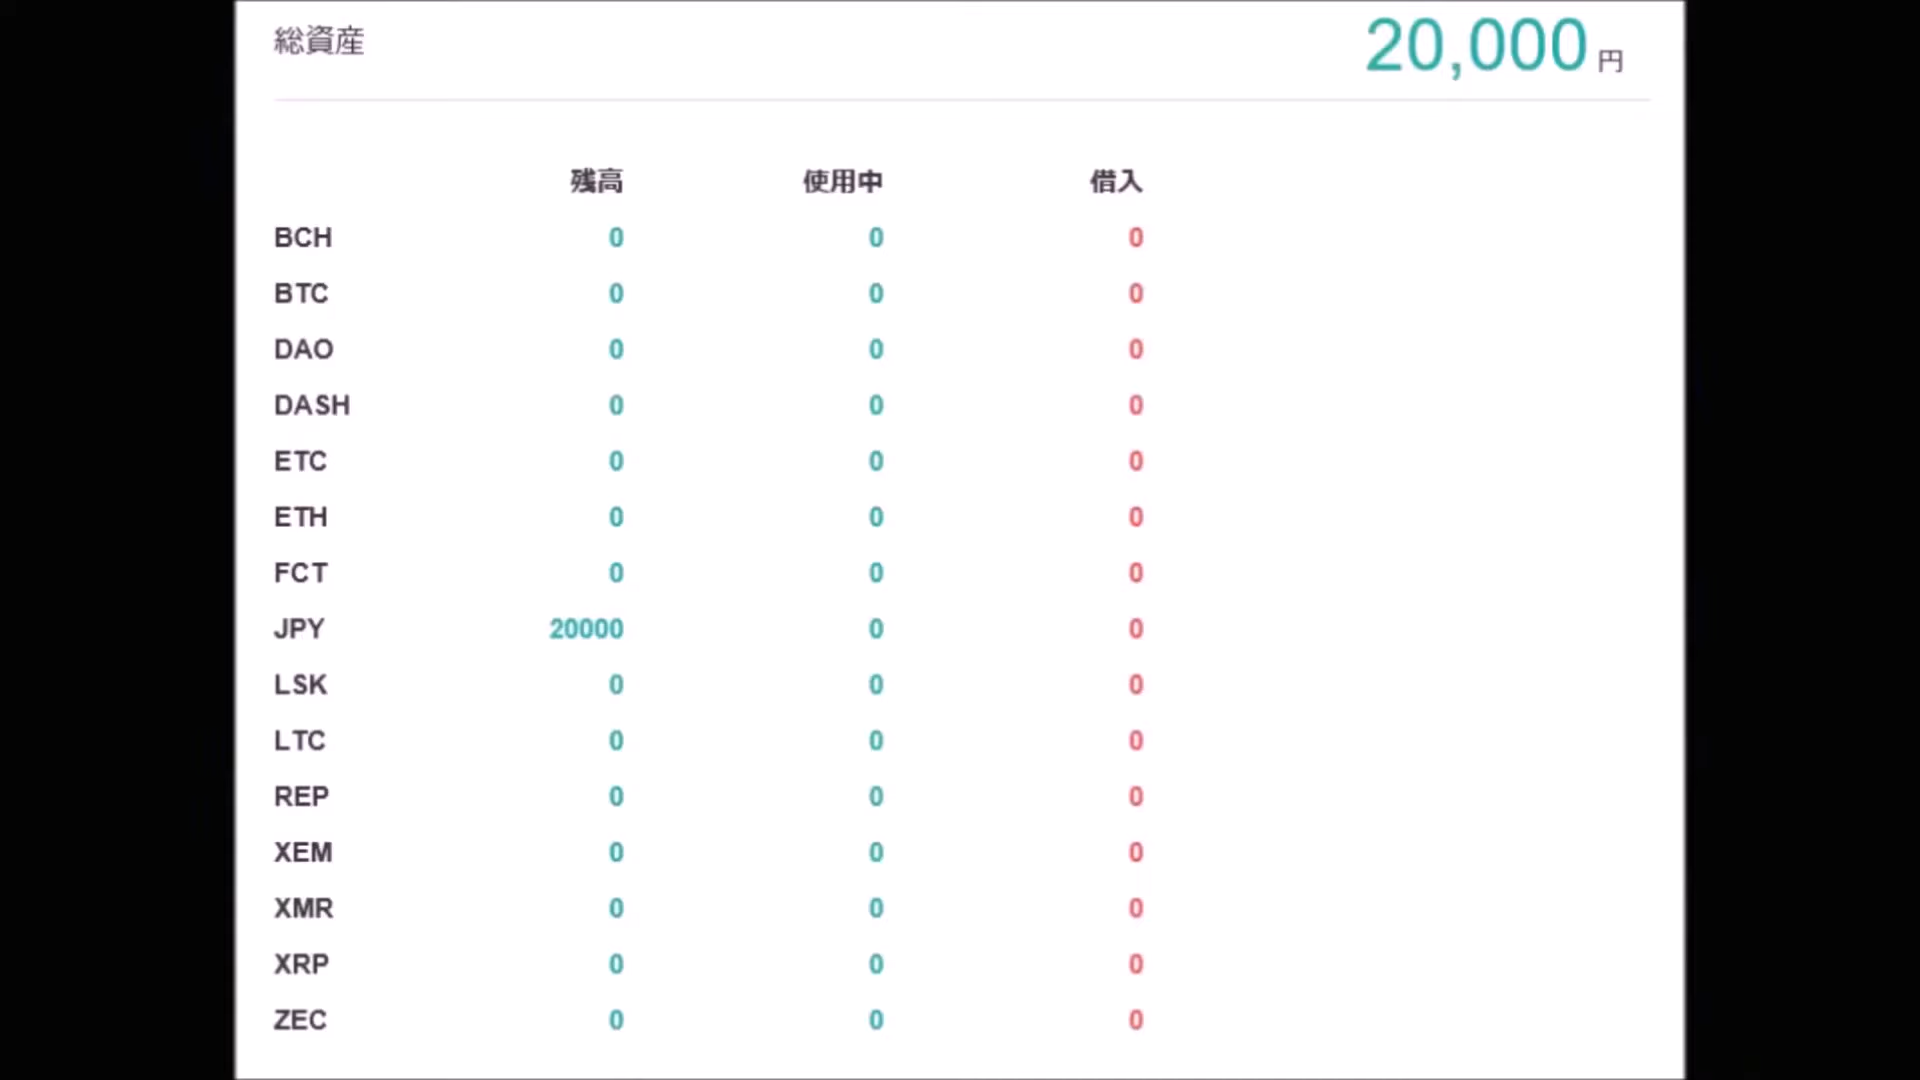 総資産 20,000 円
残高 使用中 借入
BCH 0 0 0
BTC 0 0 0
DAO 0 0 0
DASH 0 0 0
ETC 0 0 0
ETH 0 0 0
FCT 0 0 0
JPY 20000 0 0
LSK 0 0 0
LTC 0 0 0
REP 0 0 0
XEM 0 0 0
XMR 0 0 0
XRP 0 0 0
ZEC 0 0 0